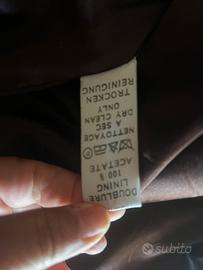 DOUBLURE
LINING
100 %
ACETATE
NETTOYAGE
A SEC
DRY CLEAN
ONLY
TROCKEN
REINIGUNG
subito